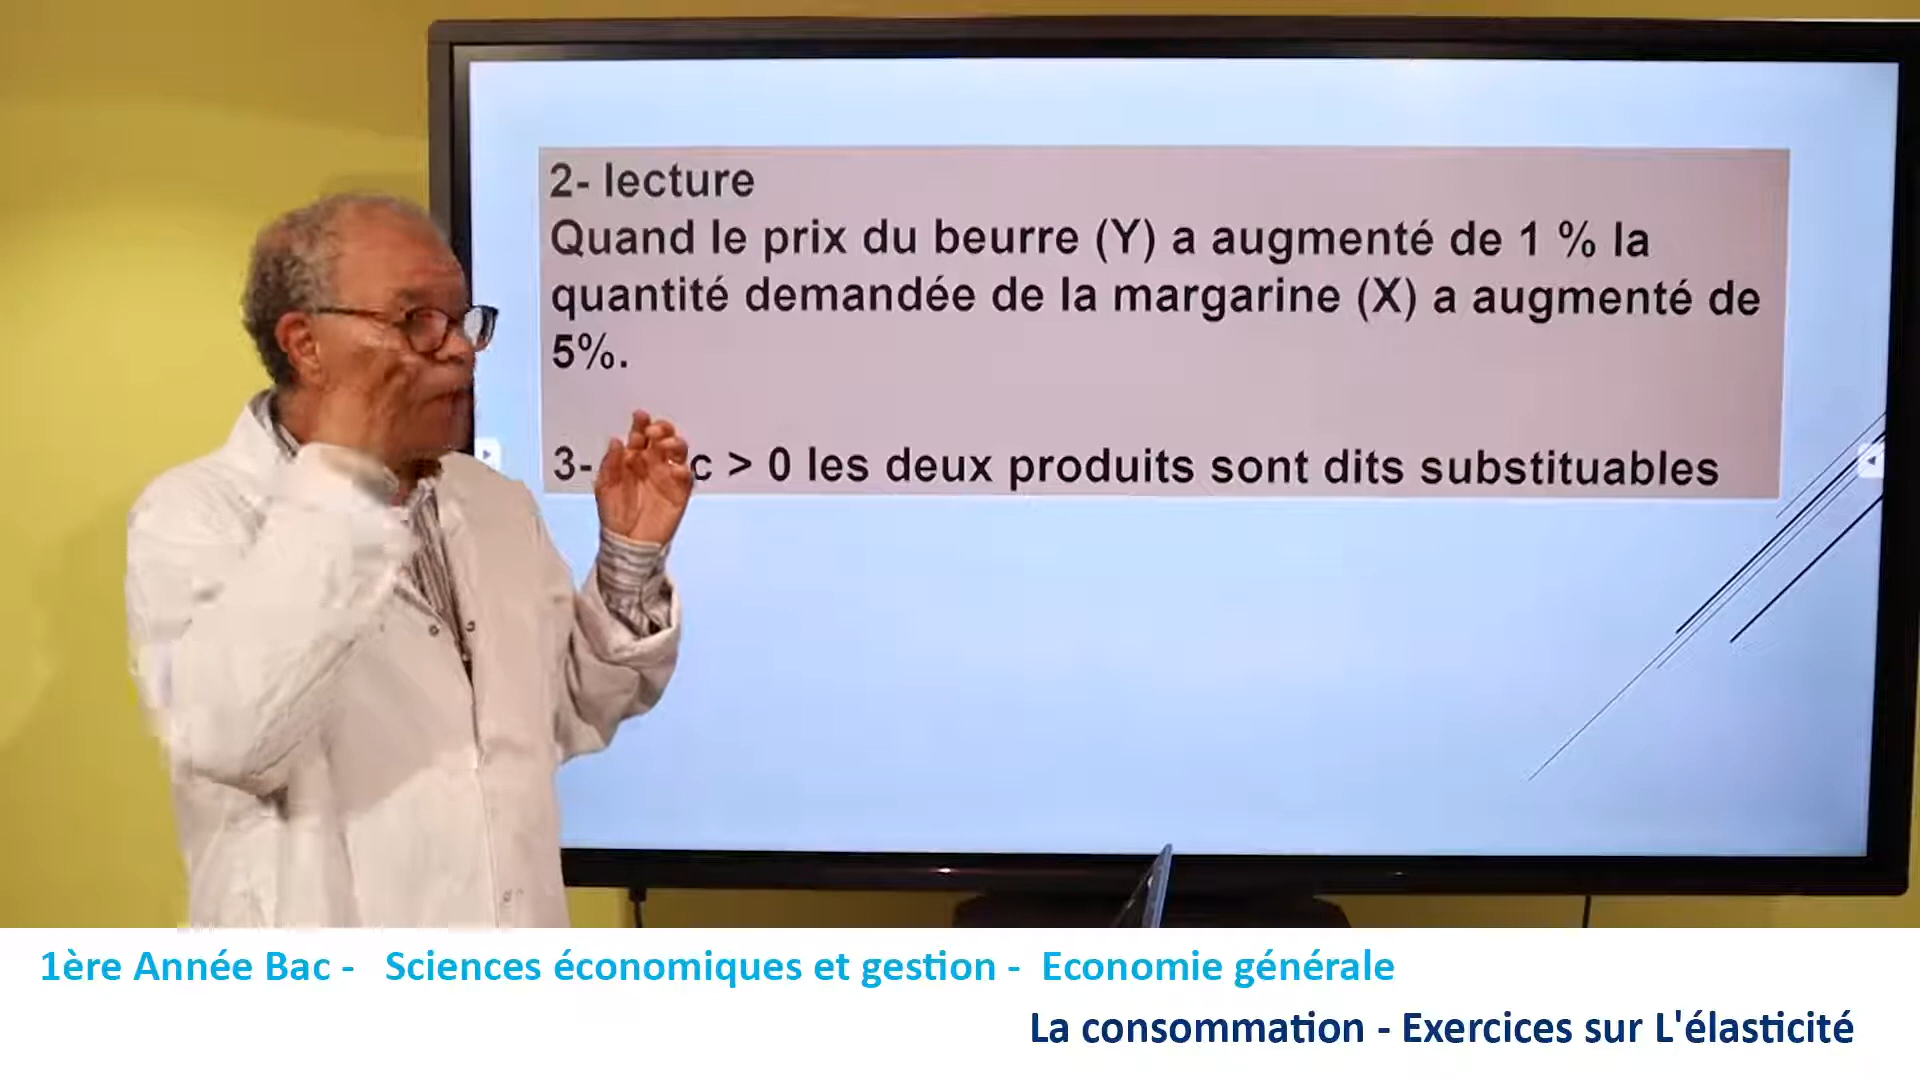 2- lecture
Quand le prix du beurre (Y) a augmenté de 1 % la
quantité demandée de la margarine (X) a augmenté de
5%.
3- c > 0 les deux produits sont dits substituables
1ère Année Bac - Sciences économiques et gestion - Economie générale
La consommation - Exercices sur L'élasticité